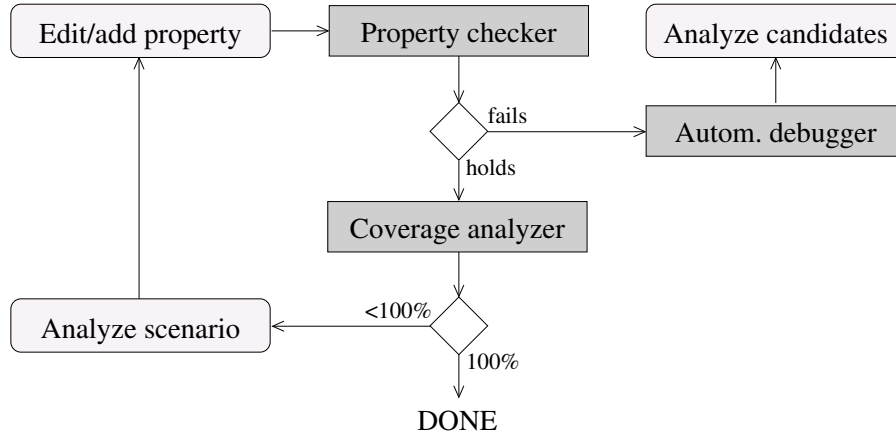 Edit/add property
Property checker
Analyze candidates
fails
Autom. debugger
holds
Coverage analyzer
<100%
Analyze scenario
100%
DONE